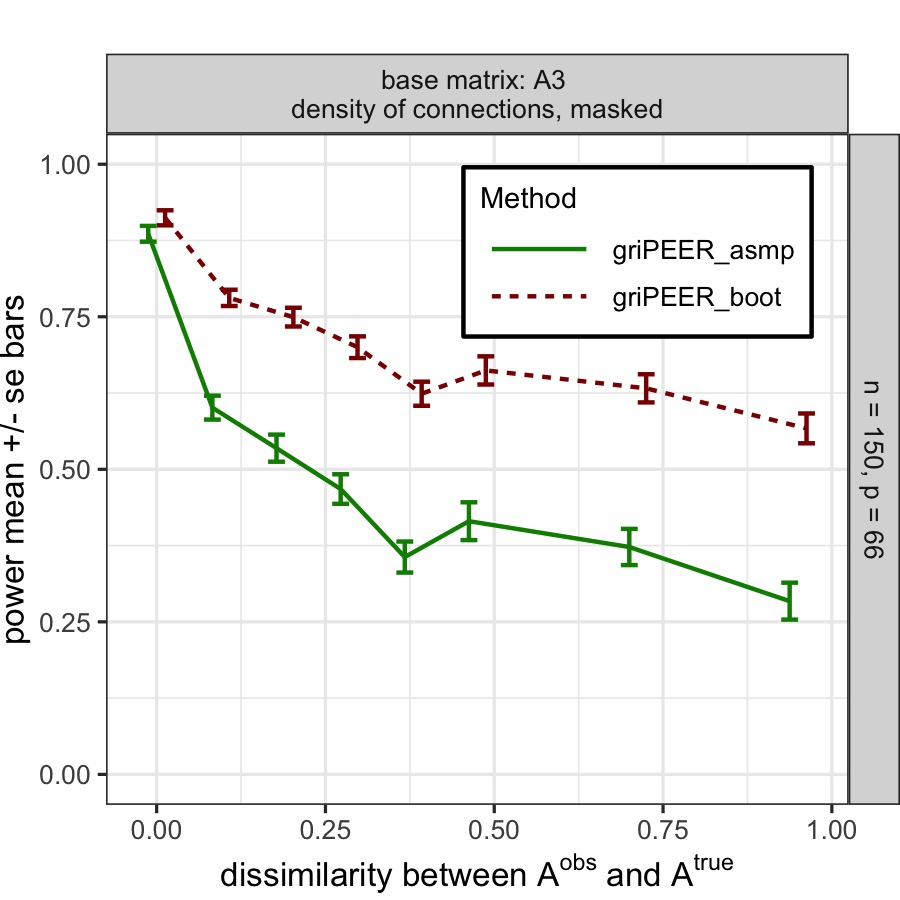 base matrix: A3
density of connections, masked
Method
griPEER_asmp
griPEER_boot
1.00
0.75
0.50
0.25
0.00
power mean +/- se bars
n = 150, p = 66
0.00 0.25 0.50 0.75 1.00
dissimilarity between A^obs and A^true